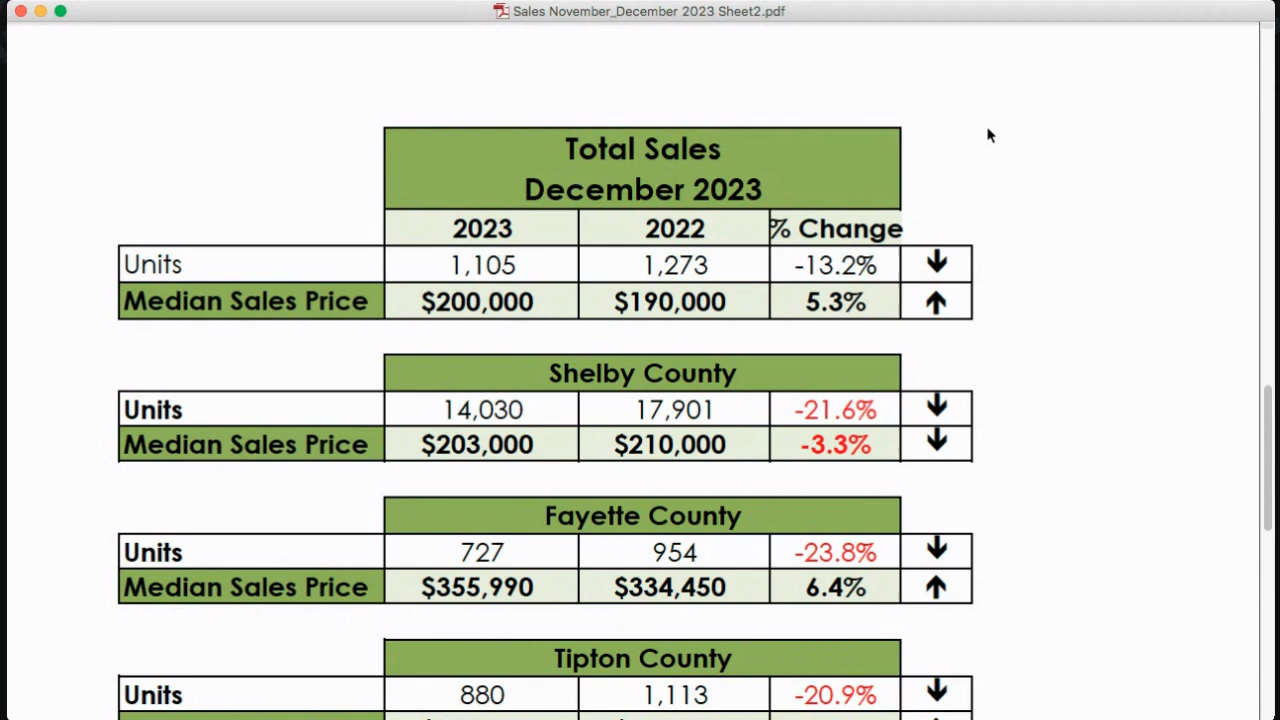 Sales November_December 2023 Sheet2.pdf
Total Sales
December 2023
2023 2022 % Change
Units 1,105 1,273 -13.2%
Median Sales Price $200,000 $190,000 5.3%
Shelby County
Units 14,030 17,901 -21.6%
Median Sales Price $203,000 $210,000 -3.3%
Fayette County
Units 727 954 -23.8%
Median Sales Price $355,990 $334,450 6.4%
Tipton County
Units 880 1,113 -20.9%